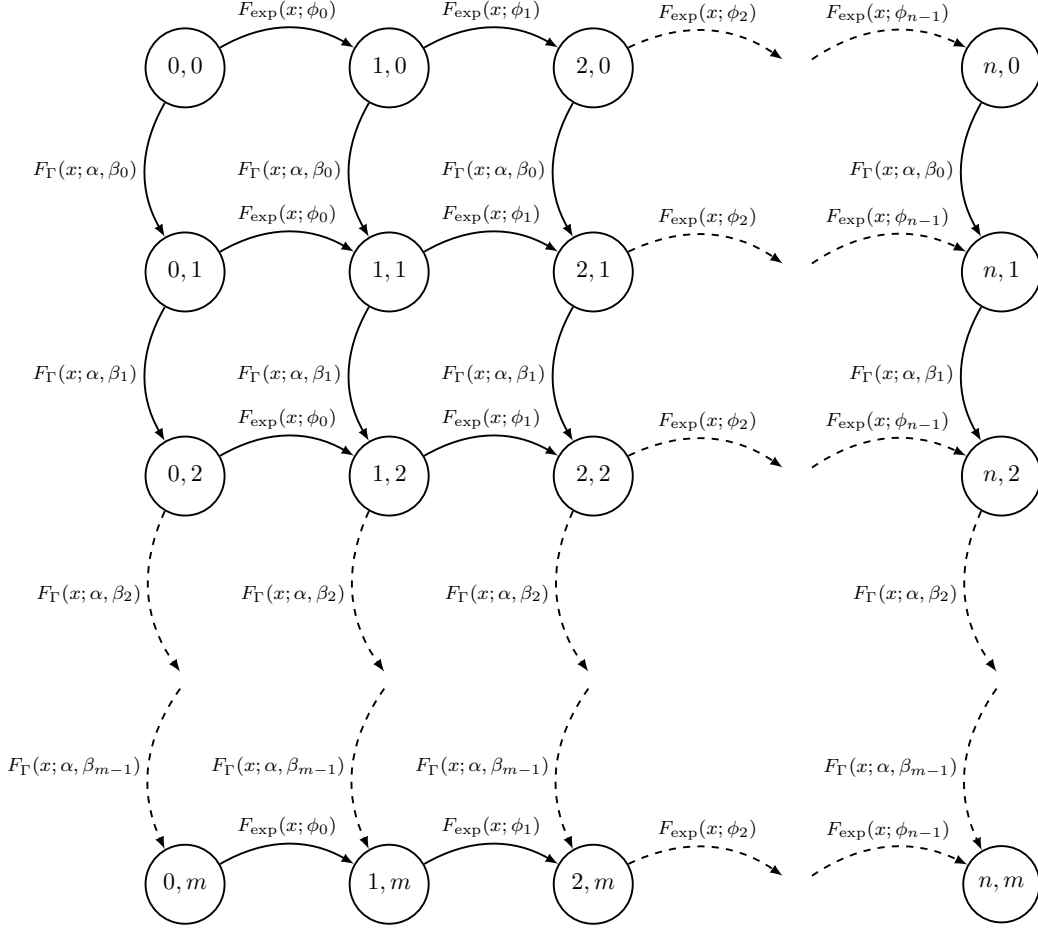 F_exp(x; ϕ_0) F_exp(x; ϕ_1) F_exp(x; ϕ_2) F_exp(x; ϕ_{n−1})
0, 0 1, 0 2, 0 n, 0
F_Γ(x; α, β_0) F_Γ(x; α, β_0) F_Γ(x; α, β_0) F_Γ(x; α, β_0)
F_exp(x; ϕ_0) F_exp(x; ϕ_1) F_exp(x; ϕ_2) F_exp(x; ϕ_{n−1})
0, 1 1, 1 2, 1 n, 1
F_Γ(x; α, β_1) F_Γ(x; α, β_1) F_Γ(x; α, β_1) F_Γ(x; α, β_1)
F_exp(x; ϕ_0) F_exp(x; ϕ_1) F_exp(x; ϕ_2) F_exp(x; ϕ_{n−1})
0, 2 1, 2 2, 2 n, 2
F_Γ(x; α, β_2) F_Γ(x; α, β_2) F_Γ(x; α, β_2) F_Γ(x; α, β_2)
F_Γ(x; α, β_{m−1}) F_Γ(x; α, β_{m−1}) F_Γ(x; α, β_{m−1}) F_Γ(x; α, β_{m−1})
F_exp(x; ϕ_0) F_exp(x; ϕ_1) F_exp(x; ϕ_2) F_exp(x; ϕ_{n−1})
0, m 1, m 2, m n, m